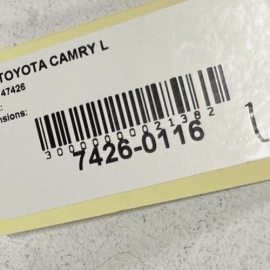 TOYOTA CAMRY L
47426
:
nsions:
3000000021382
7426-0116